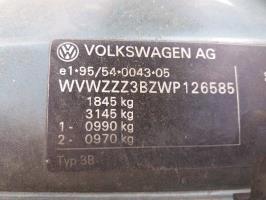 VOLKSWAGEN AG
e1*95/54*0043*05
WVWZZZ3BZWP126585
1845 kg
3145 kg
1- 0990 kg
2- 0970 kg
Typ 3B